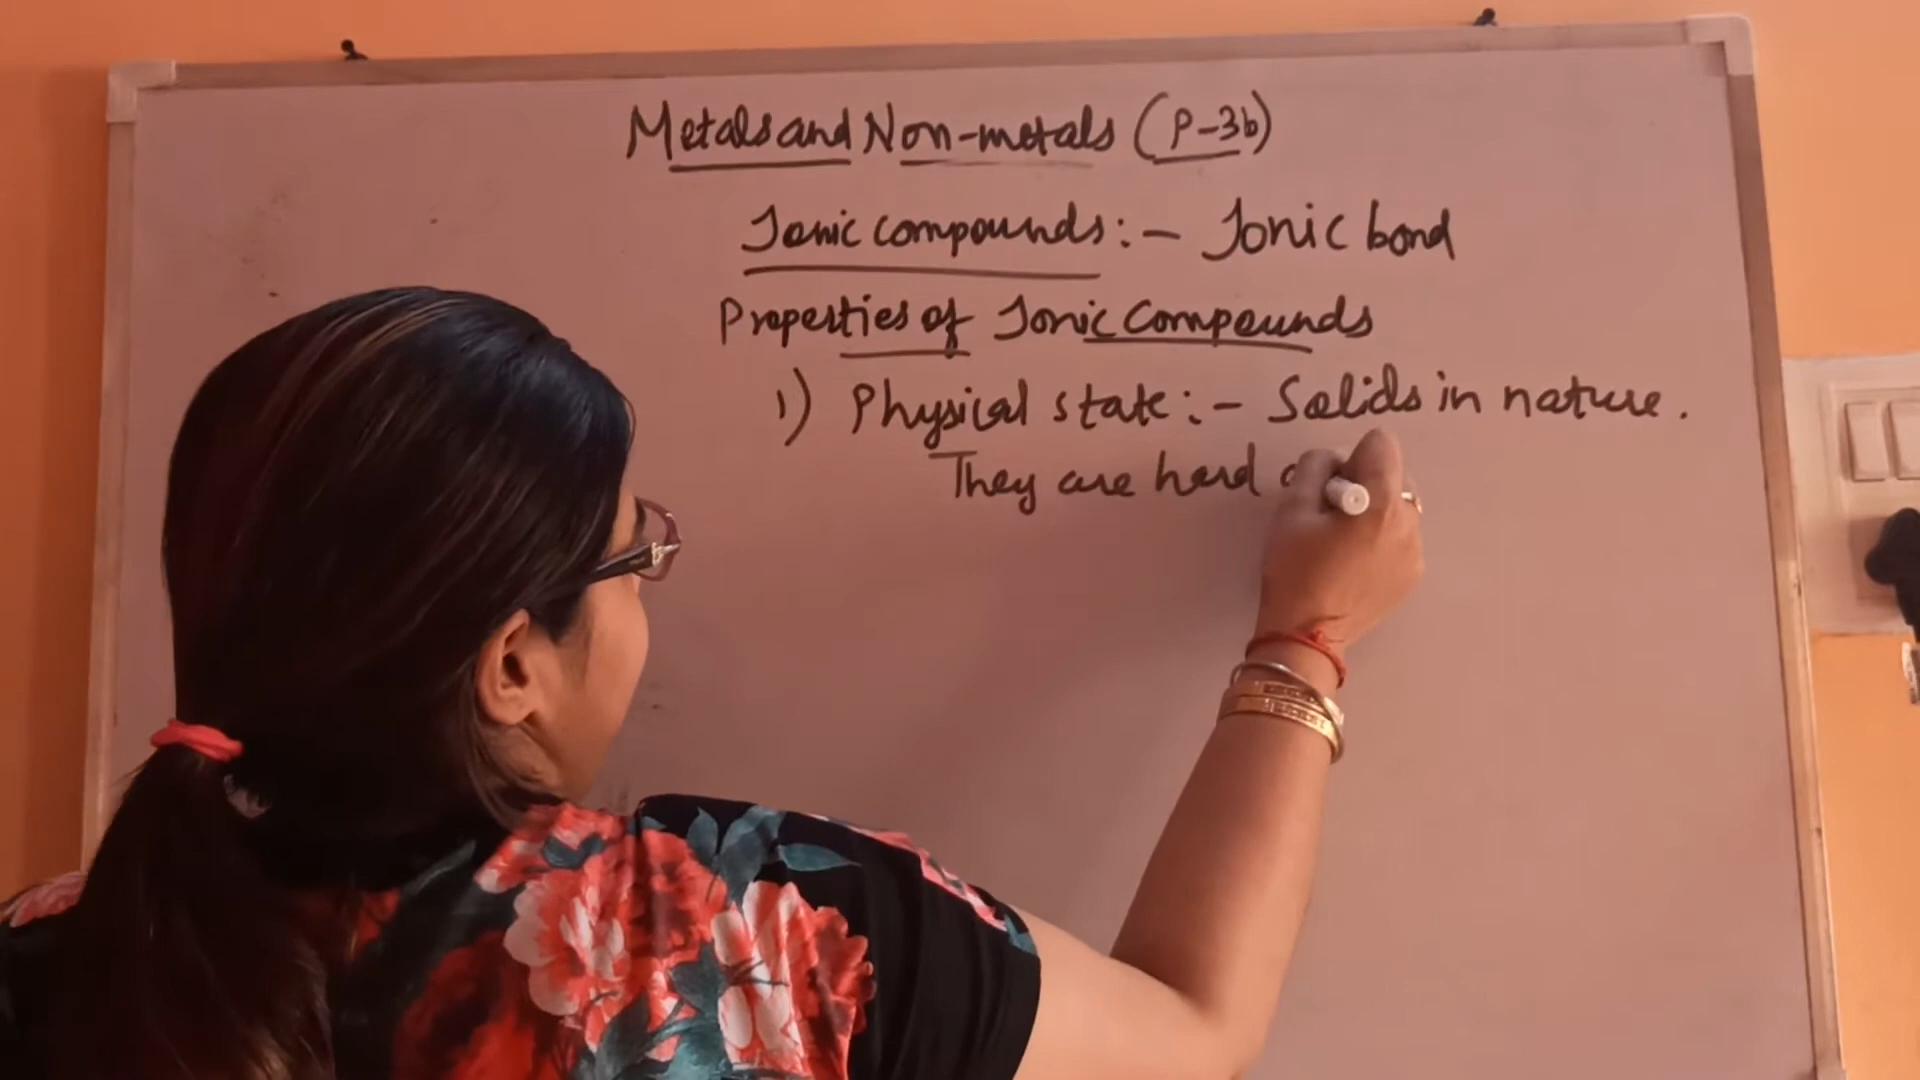 Metals and Non-metals (P-3b)
Ionic compounds:- Ionic bond
Properties of Ionic Compounds
1) Physical state:- Solids in nature.
They are hard